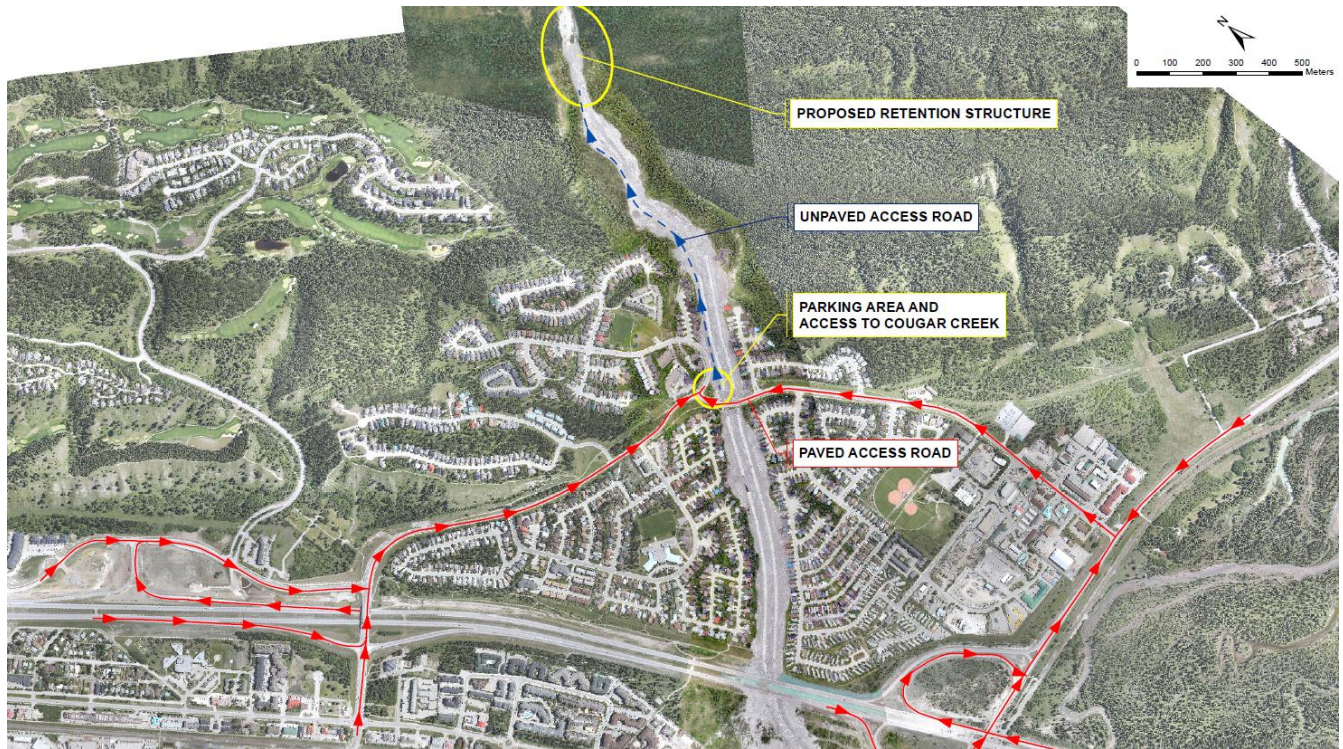 N
0 100 200 300 400 500
Meters
PROPOSED RETENTION STRUCTURE
UNPAVED ACCESS ROAD
PARKING AREA AND
ACCESS TO COUGAR CREEK
PAVED ACCESS ROAD